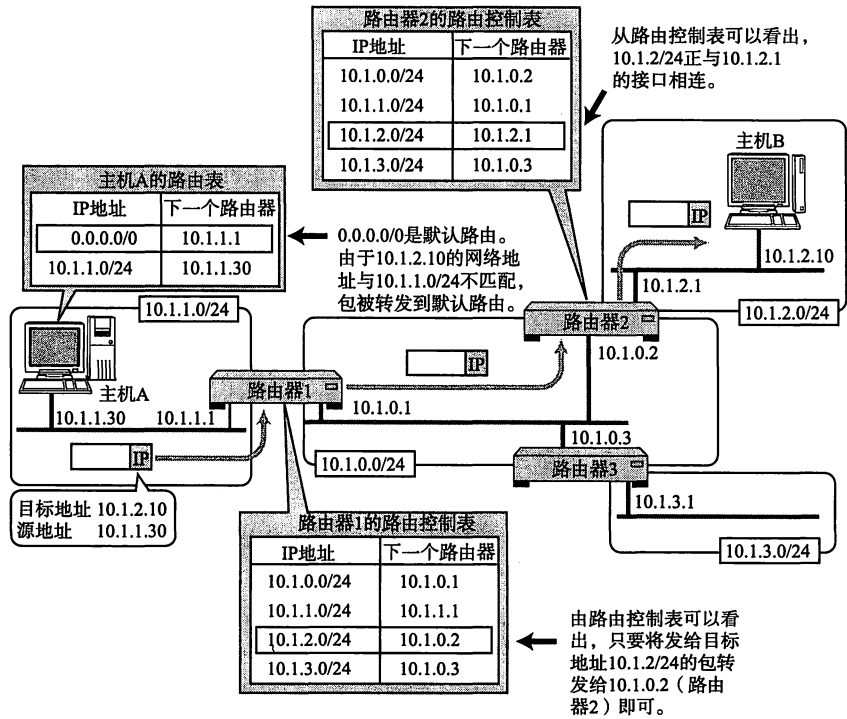 路由器2的路由控制表
IP地址 下一个路由器
10.1.0.0/24 10.1.0.2
10.1.1.0/24 10.1.0.1
10.1.2.0/24 10.1.2.1
10.1.3.0/24 10.1.0.3
从路由控制表可以看出，
10.1.2/24正与10.1.2.1
的接口相连。
主机B
IP
10.1.2.10
10.1.2.1
10.1.2.0/24
主机A的路由表
IP地址 下一个路由器
0.0.0.0/0 10.1.1.1
10.1.1.0/24 10.1.1.30
0.0.0.0/0是默认路由。
由于10.1.2.10的网络地
址与10.1.1.0/24不匹配，
包被转发到默认路由。
10.1.1.0/24
主机A
10.1.1.30
10.1.1.1
IP
目标地址 10.1.2.10
源地址 10.1.1.30
路由器1
10.1.0.1
IP
路由器2
10.1.0.2
10.1.0.3
10.1.0.0/24
路由器3
10.1.3.1
10.1.3.0/24
路由器1的路由控制表
IP地址 下一个路由器
10.1.0.0/24 10.1.0.1
10.1.1.0/24 10.1.1.1
10.1.2.0/24 10.1.0.2
10.1.3.0/24 10.1.0.3
由路由控制表可以看
出，只要将发给目标
地址10.1.2/24的包转
发给10.1.0.2（路由
器2）即可。